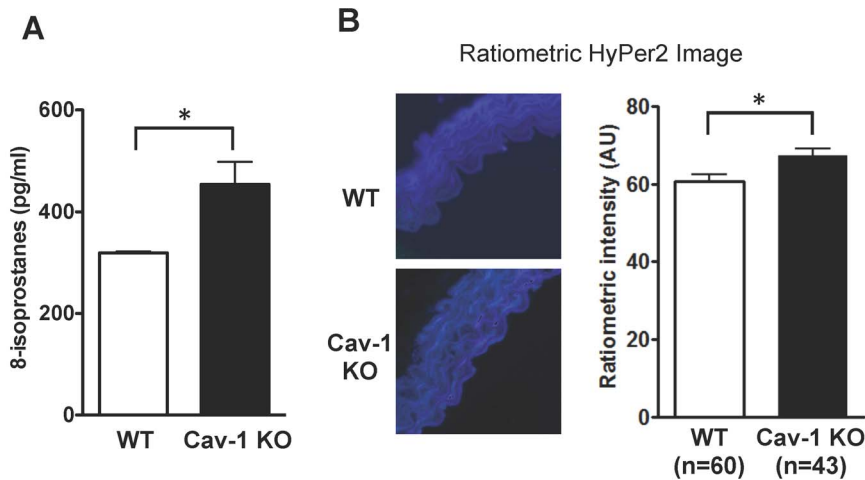 A
600
400
200
0
8-isoprostanes (pg/ml)
*
WT
Cav-1 KO
B
Ratiometric HyPer2 Image
WT
Cav-1
KO
80
60
40
20
0
Ratiometric intensity (AU)
*
WT
(n=60)
Cav-1 KO
(n=43)